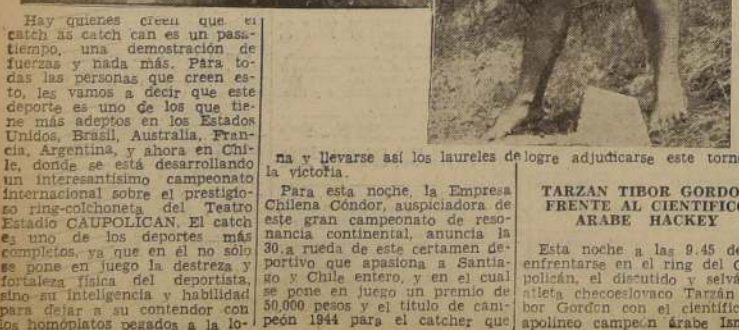 Hay quienes creen que el
catch as catch can es un pasa-
tiempo, una demostración de
fuerzas y nada más. Para to-
das las personas que creen es-
to, les vamos a decir que este
deporte es uno de los que tie-
ne más adeptos en los Estados
Unidos, Brasil, Australia, Fran-
cia, Argentina, y ahora en Chi-
le, donde se está desarrollando
un interesantísimo campeonato
internacional sobre el prestigio-
so ring-colchoneta del Teatro
Estadio CAUPOLICAN. El catch
es uno de los deportes más
completos, ya que en él no sólo
se pone en juego la destreza y
fortaleza física del deportista,
sino su inteligencia y habilidad
para dejar a su contendor con
los homóplatos pegados a la lo-
na y llevarse así los laureles de
la victoria.
Para esta noche, la Empresa
Chilena Cóndor, auspiciadora de
este gran campeonato de reso-
nancia continental, anuncia la
30.a rueda de este certamen de-
portivo que apasiona a Santia-
go y Chile entero, y en el cual
se pone en juego un premio de
50,000 pesos y el título de cam-
peón 1944 para el catcher que
logre adjudicarse este torne
TARZAN TIBOR GORDO
FRENTE AL CIENTIFICO
ARABE HACKEY
Esta noche a las 9.45 de
enfrentarse en el ring del C
policán, el discutido y selvá
atleta checoeslovaco Tarzán
bor Gordon con el científic
apolíneo campeón árabe Ism